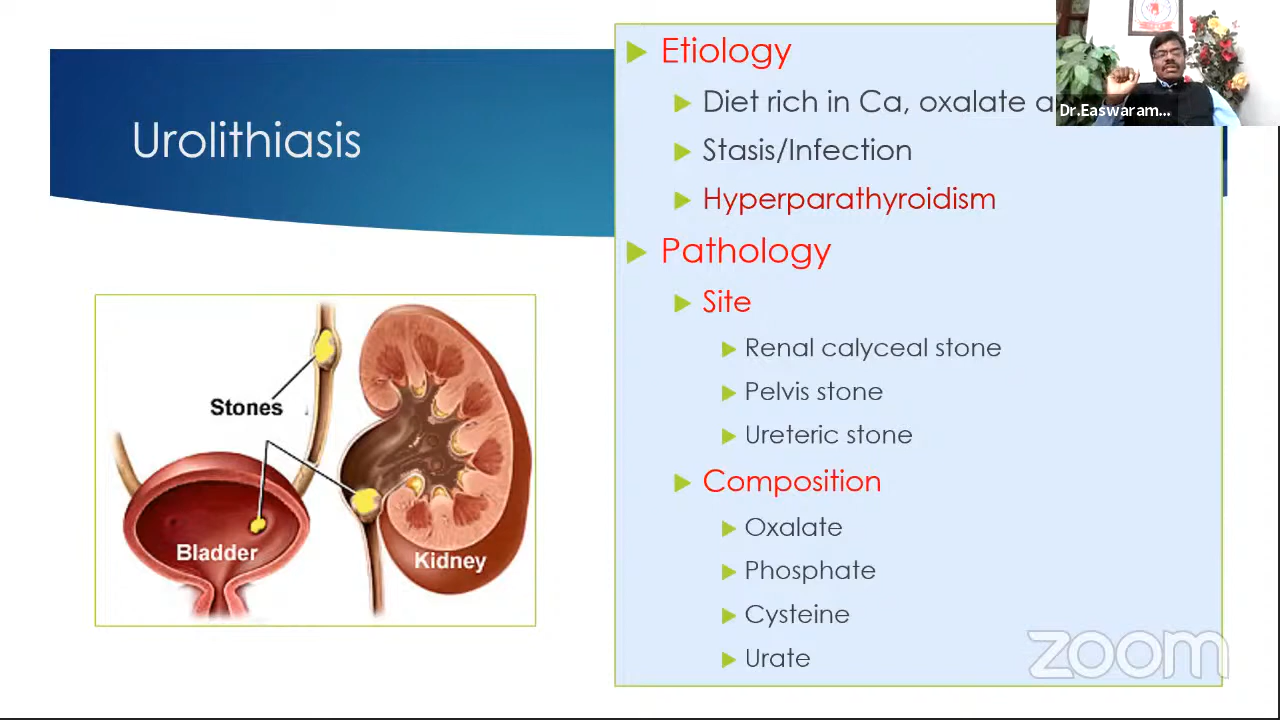 Urolithiasis
Stones
Bladder
Kidney
Etiology
Diet rich in Ca, oxalate
Stasis/Infection
Hyperparathyroidism
Pathology
Site
Renal calyceal stone
Pelvis stone
Ureteric stone
Composition
Oxalate
Phosphate
Cysteine
Urate
Dr.Easwaram...
zoom